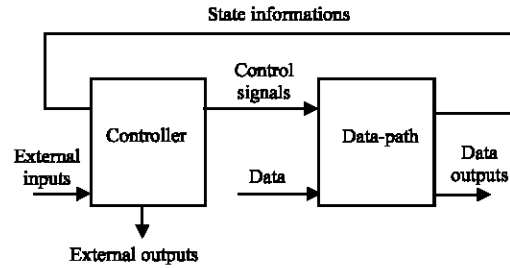 State informations
Control
signals
Controller
Data-path
External
inputs
Data
Data
outputs
External outputs